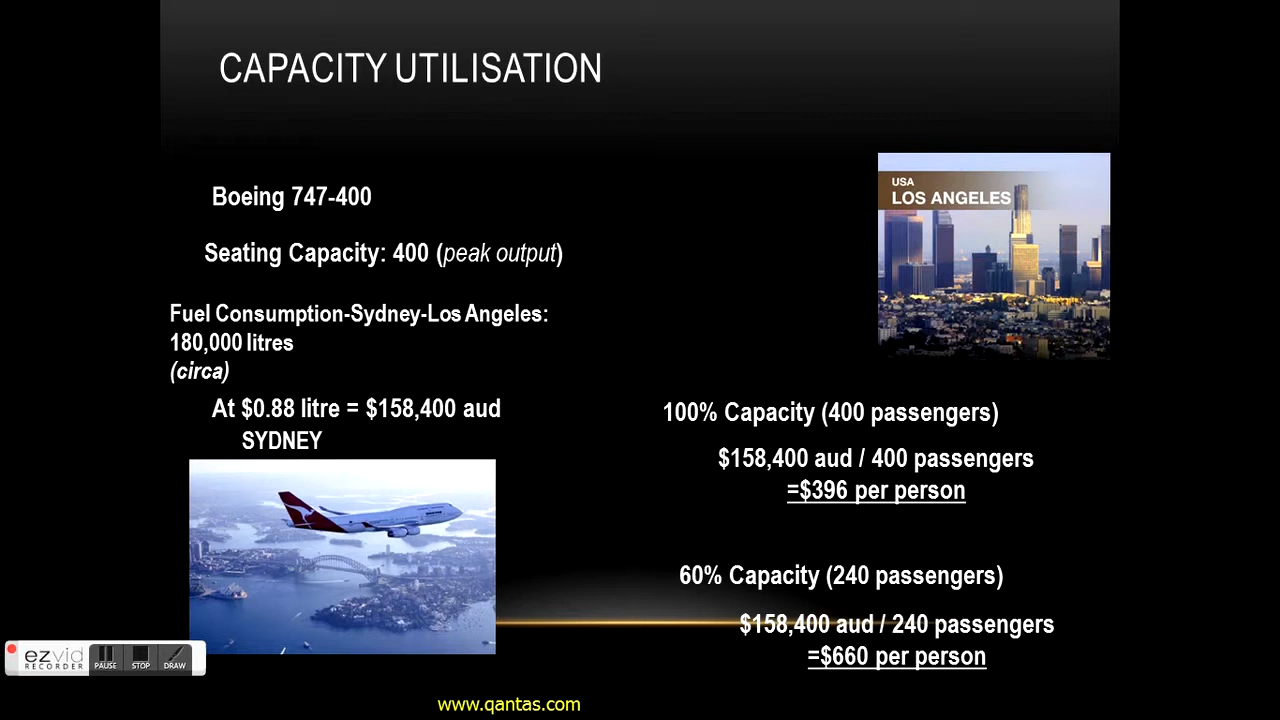 CAPACITY UTILISATION
Boeing 747-400
Seating Capacity: 400 (peak output)
Fuel Consumption-Sydney-Los Angeles:
180,000 litres
(circa)
At $0.88 litre = $158,400 aud
SYDNEY
USA
LOS ANGELES
100% Capacity (400 passengers)
$158,400 aud / 400 passengers
=$396 per person
60% Capacity (240 passengers)
$158,400 aud / 240 passengers
=$660 per person
ezvid
RECORDER
PAUSE
STOP
DRAW
www.qantas.com